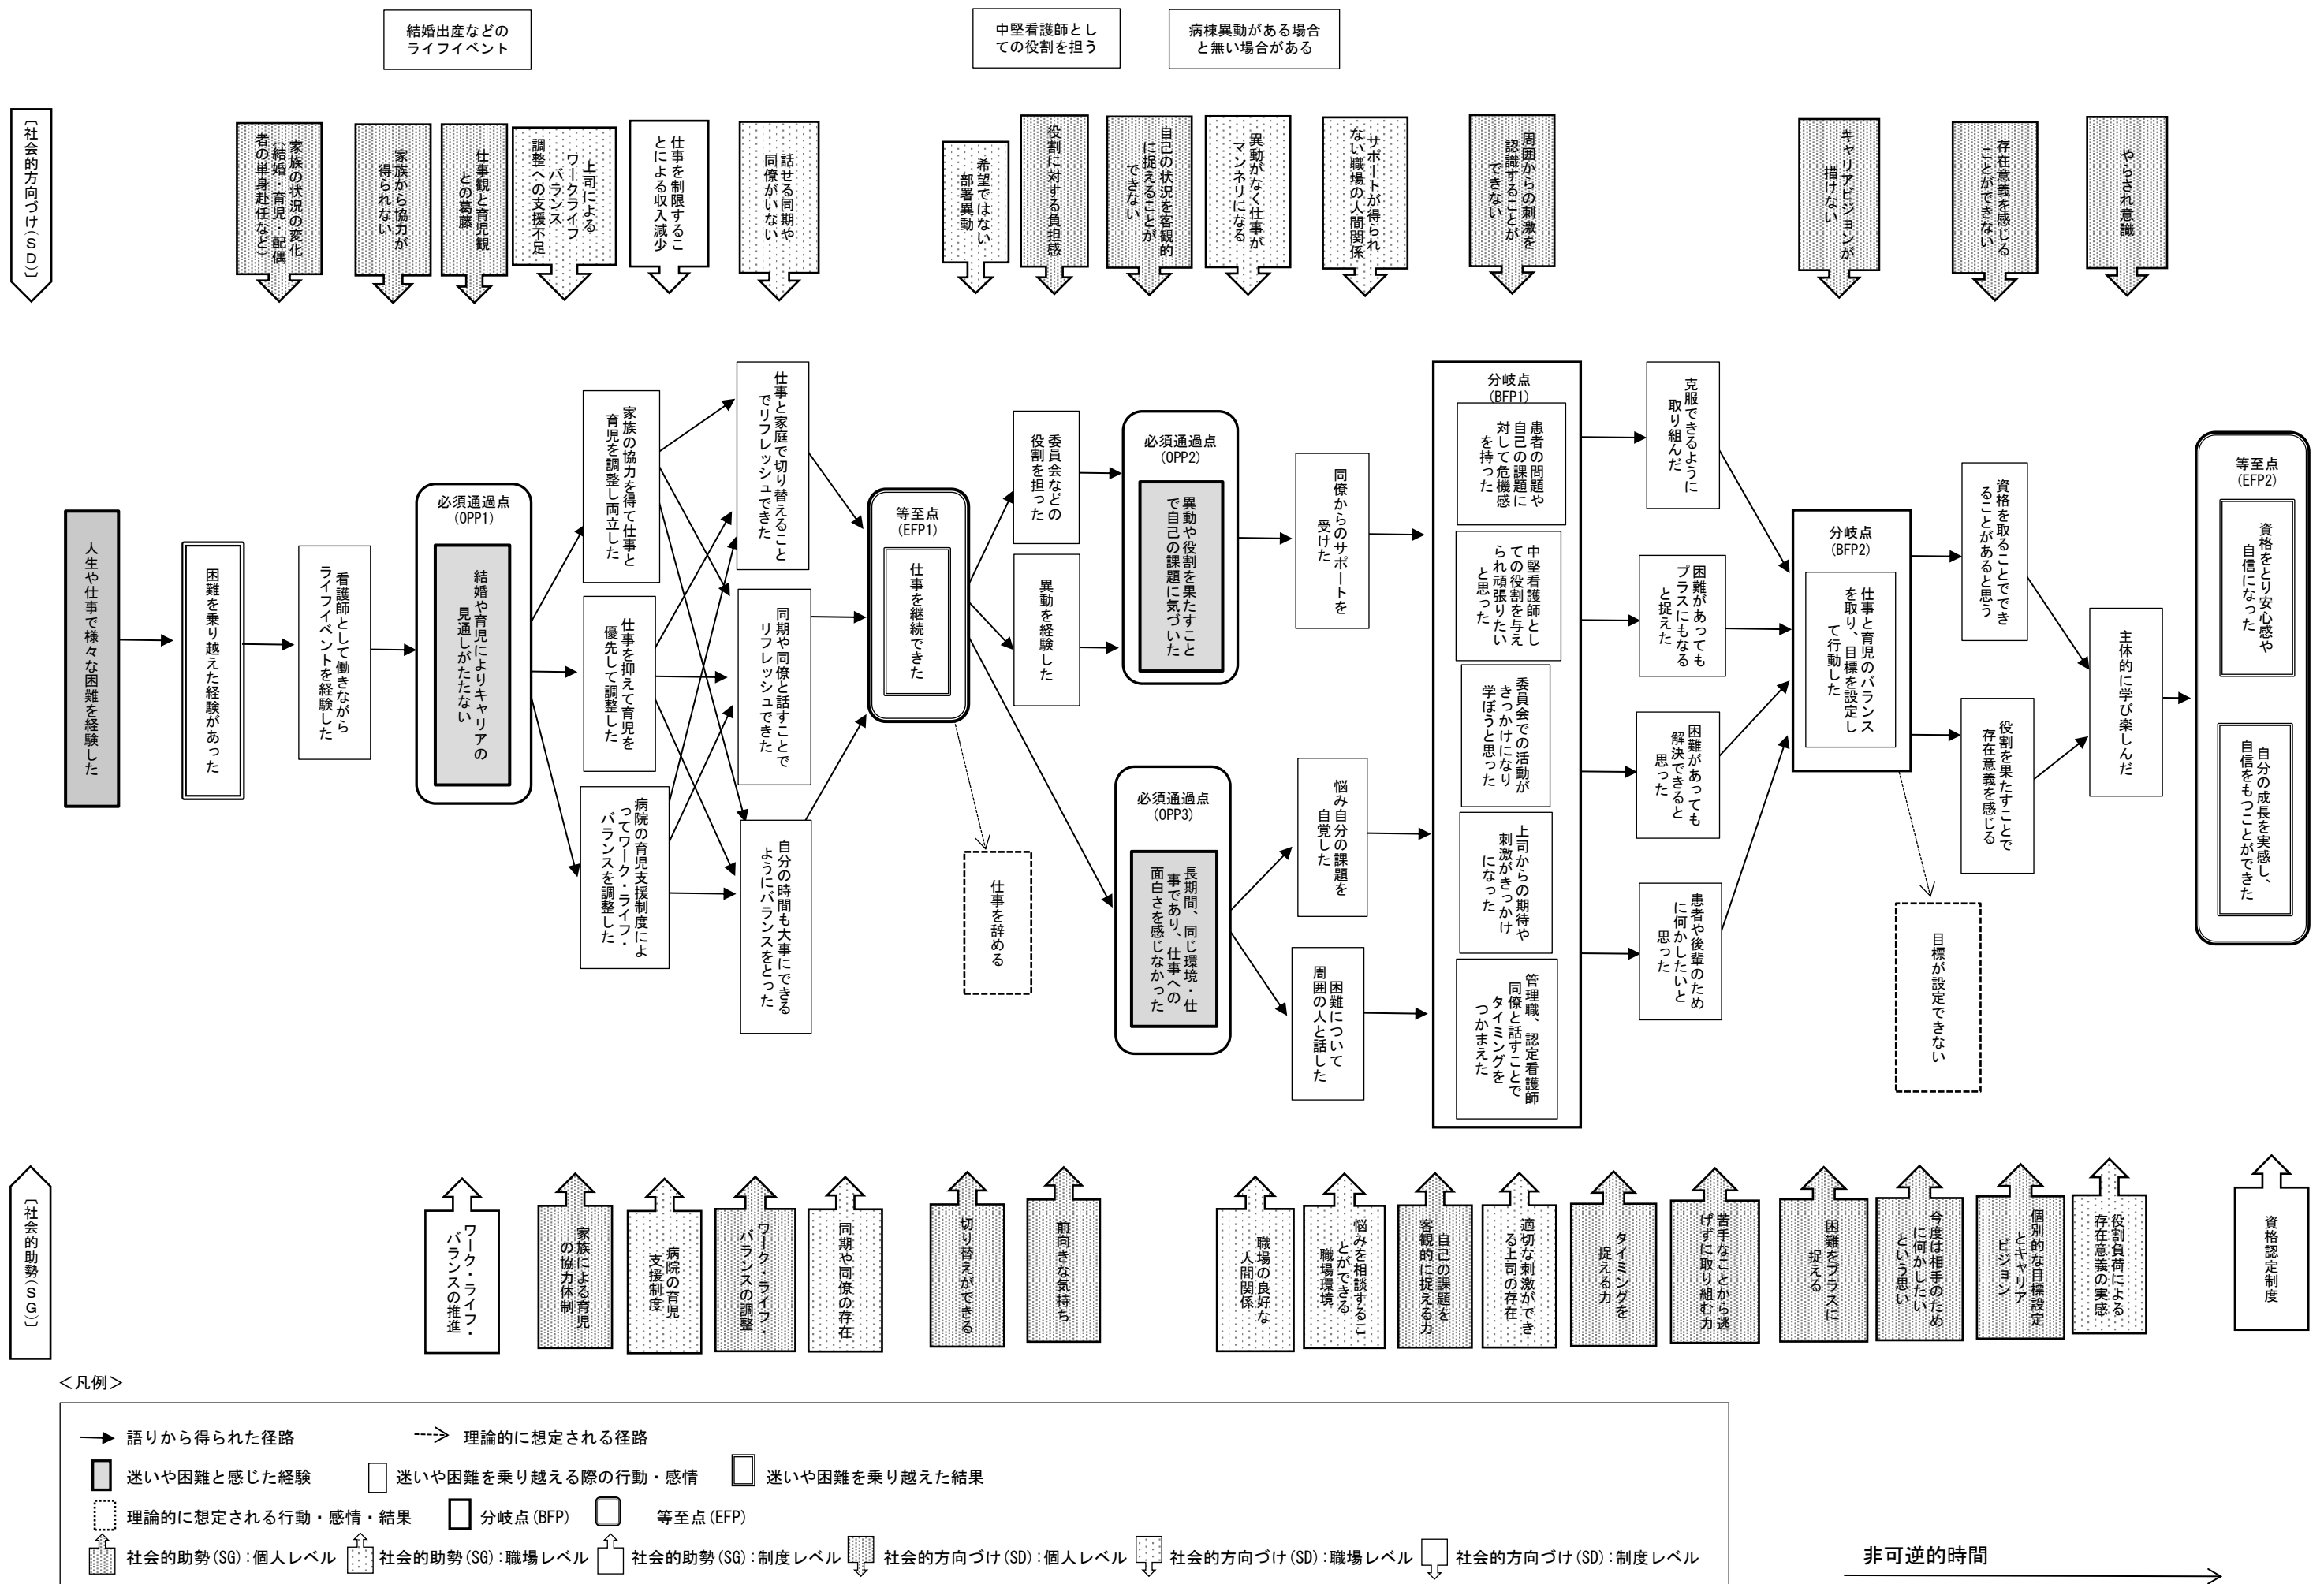 結婚出産などの
ライフイベント
中堅看護師とし
ての役割を担う
病棟異動がある場合
と無い場合がある
〔社会的方向づけ(SD)〕
家族の状況の変化
(結婚・育児・配偶
者の単身赴任など)
家族から協力が
得られない
仕事観と育児観
との葛藤
上司による
ワークライフ
バランス
調整への支援不足
仕事を制限するこ
とによる収入減少
話せる同期や
同僚がいない
希望ではない
部署異動
役割に対する負担感
自己の状況を客観的
に捉えることが
できない
異動がなく仕事が
マンネリになる
サポートが得られ
ない職場の人間関係
周囲からの刺激を
認識することが
できない
キャリアビジョンが
描けない
存在意義を感じる
ことができない
やらされ意識
人生や仕事で様々な困難を経験した
困難を乗り越えた経験があった
看護師として働きながら
ライフイベントを経験した
必須通過点
(OPP1)
結婚や育児によりキャリアの
見通しがたたない
家族の協力を得て仕事と
育児を調整し両立した
仕事を抑えて育児を
優先して調整した
病院の育児支援制度によ
ってワーク・ライフ・
バランスを調整した
仕事と家庭で切り替えること
でリフレッシュできた
同期や同僚と話すことで
リフレッシュできた
自分の時間も大事にできる
ようにバランスをとった
等至点
(EFP1)
仕事を継続できた
仕事を辞める
委員会などの
役割を担った
異動を経験した
必須通過点
(OPP2)
異動や役割を果たすこと
で自己の課題に気づいた
必須通過点
(OPP3)
長期間、同じ環境・仕
事であり、仕事への
面白さを感じなかった
同僚からのサポートを
受けた
悩み自分の課題を
自覚した
困難について
周囲の人と話した
分岐点
(BFP1)
患者の問題や
自己の課題に
対して危機感
を持った
中堅看護師とし
ての役割を与え
られ頑張りたい
と思った
委員会での活動が
きっかけになり
学ぼうと思った
上司からの期待や
刺激がきっかけ
になった
管理職、認定看護師
同僚と話すことで
タイミングを
つかまえた
克服できるように
取り組んだ
困難があっても
プラスにもなる
と捉えた
困難があっても
解決できると
思った
患者や後輩のため
に何かしたいと
思った
分岐点
(BFP2)
仕事と育児のバランス
を取り、目標を設定し
て行動した
目標が設定できない
資格を取ることででき
ることがあると思う
役割を果たすことで
存在意義を感じる
主体的に学び楽しんだ
等至点
(EFP2)
資格をとり安心感や
自信になった
自分の成長を実感し、
自信をもつことができた
〔社会的助勢(SG)〕
ワーク・ライフ・
バランスの推進
家族による育児
の協力体制
病院の育児
支援制度
ワーク・ライフ・
バランスの調整
同期や同僚の存在
切り替えができる
前向きな気持ち
職場の良好な
人間関係
悩みを相談するこ
とができる
職場環境
自己の課題を
客観的に捉える力
適切な刺激ができ
る上司の存在
タイミングを
捉える力
苦手なことから逃
げずに取り組む力
困難をプラスに
捉える
今度は相手のため
に何かしたい
という思い
個別的な目標設定
とキャリア
ビジョン
役割負荷による
存在意義の実感
資格認定制度
＜凡例＞
語りから得られた径路
理論的に想定される径路
迷いや困難と感じた経験
迷いや困難を乗り越える際の行動・感情
迷いや困難を乗り越えた結果
理論的に想定される行動・感情・結果
分岐点(BFP)
等至点(EFP)
社会的助勢(SG):個人レベル
社会的助勢(SG):職場レベル
社会的助勢(SG):制度レベル
社会的方向づけ(SD):個人レベル
社会的方向づけ(SD):職場レベル
社会的方向づけ(SD):制度レベル
非可逆的時間